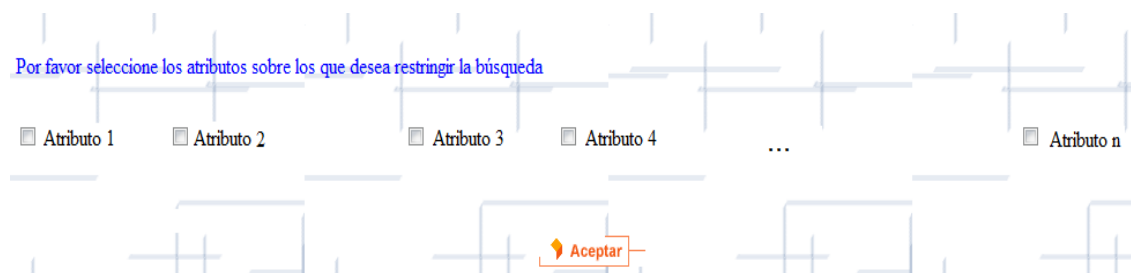 Por favor seleccione los atributos sobre los que desea restringir la búsqueda
Atributo 1 Atributo 2 Atributo 3 Atributo 4 ... Atributo n
Aceptar